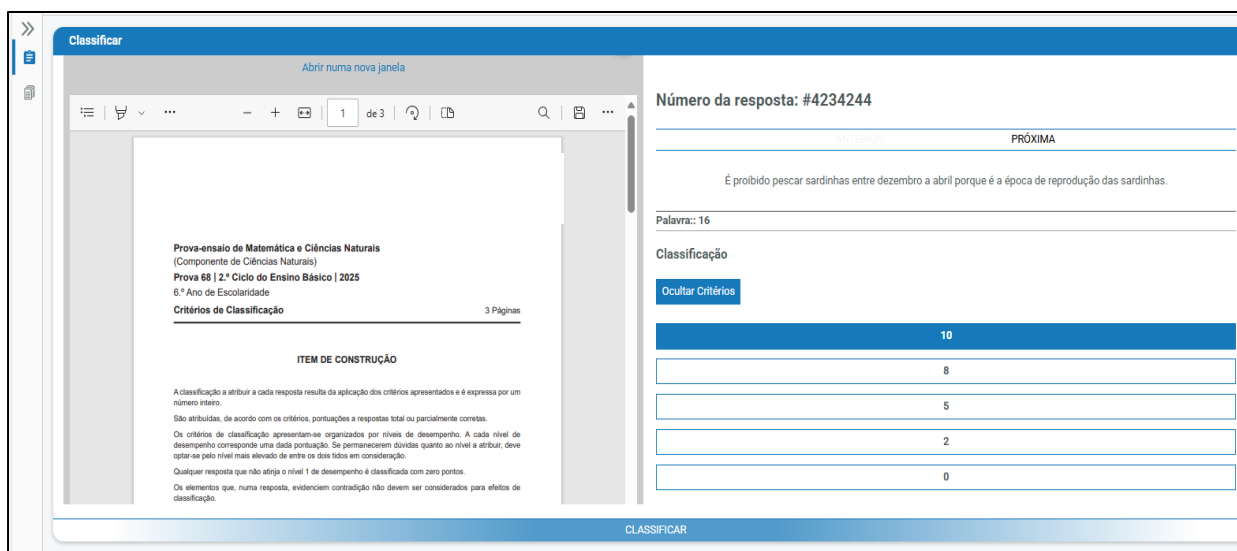 Classificar
Abrir numa nova janela
1 de 3
Prova-ensaio de Matemática e Ciências Naturais
(Componente de Ciências Naturais)
Prova 68 | 2.º Ciclo do Ensino Básico | 2025
6.º Ano de Escolaridade
Critérios de Classificação 3 Páginas
ITEM DE CONSTRUÇÃO
A classificação a atribuir a cada resposta resulta da aplicação dos critérios apresentados e é expressa por um
número inteiro.
São atribuídas, de acordo com os critérios, pontuações a respostas total ou parcialmente corretas.
Os critérios de classificação apresentam-se organizados por níveis de desempenho. A cada nível de
desempenho corresponde uma dada pontuação. Se permanecerem dúvidas quanto ao nível a atribuir, deve
optar-se pelo nível mais elevado de entre os dois tidos em consideração.
Qualquer resposta que não atinja o nível 1 de desempenho é classificada com zero pontos.
Os elementos que, numa resposta, evidenciem contradição não devem ser considerados para efeitos de
classificação.
Número da resposta: #4234244
ANTERIOR PRÓXIMA
É proibido pescar sardinhas entre dezembro a abril porque é a época de reprodução das sardinhas.
Palavra:: 16
Classificação
Ocultar Critérios
10
8
5
2
0
CLASSIFICAR